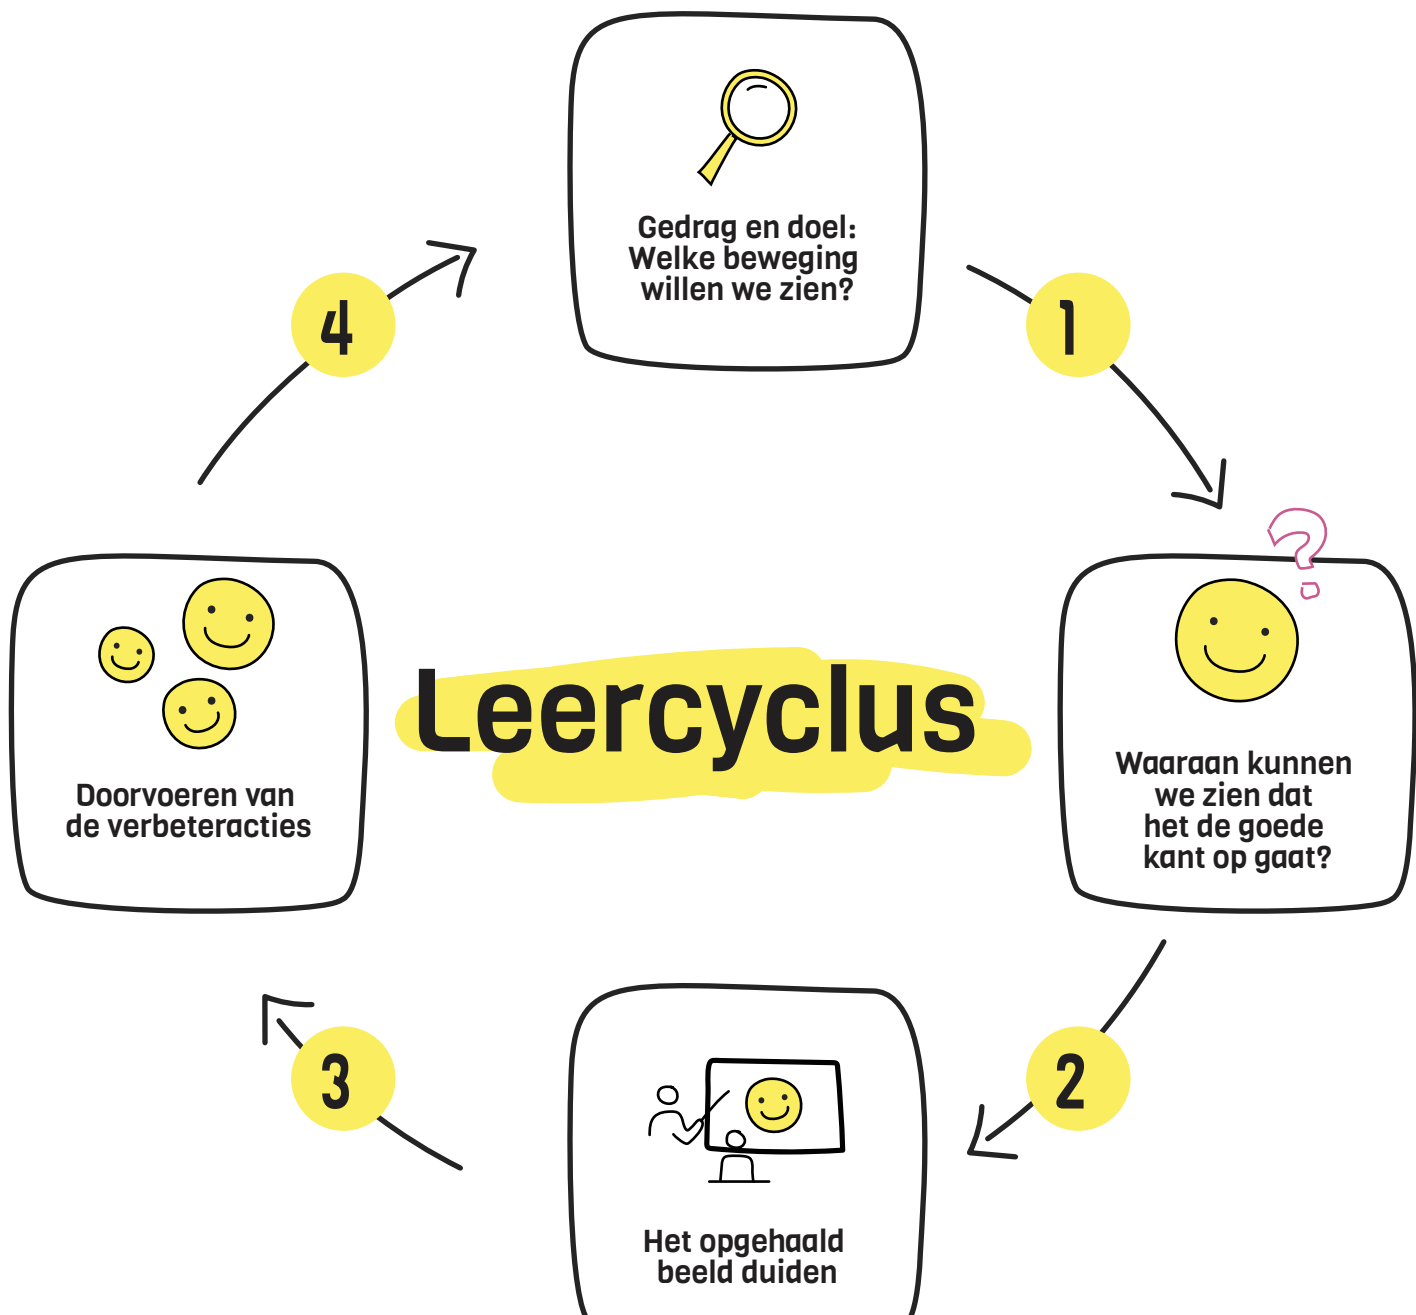 Gedrag en doel:
Welke beweging
willen we zien?
4
1
Leercyclus
Waaraan kunnen
we zien dat
het de goede
kant op gaat?
Doorvoeren van
de verbeteracties
3
2
Het opgehaald
beeld duiden
?